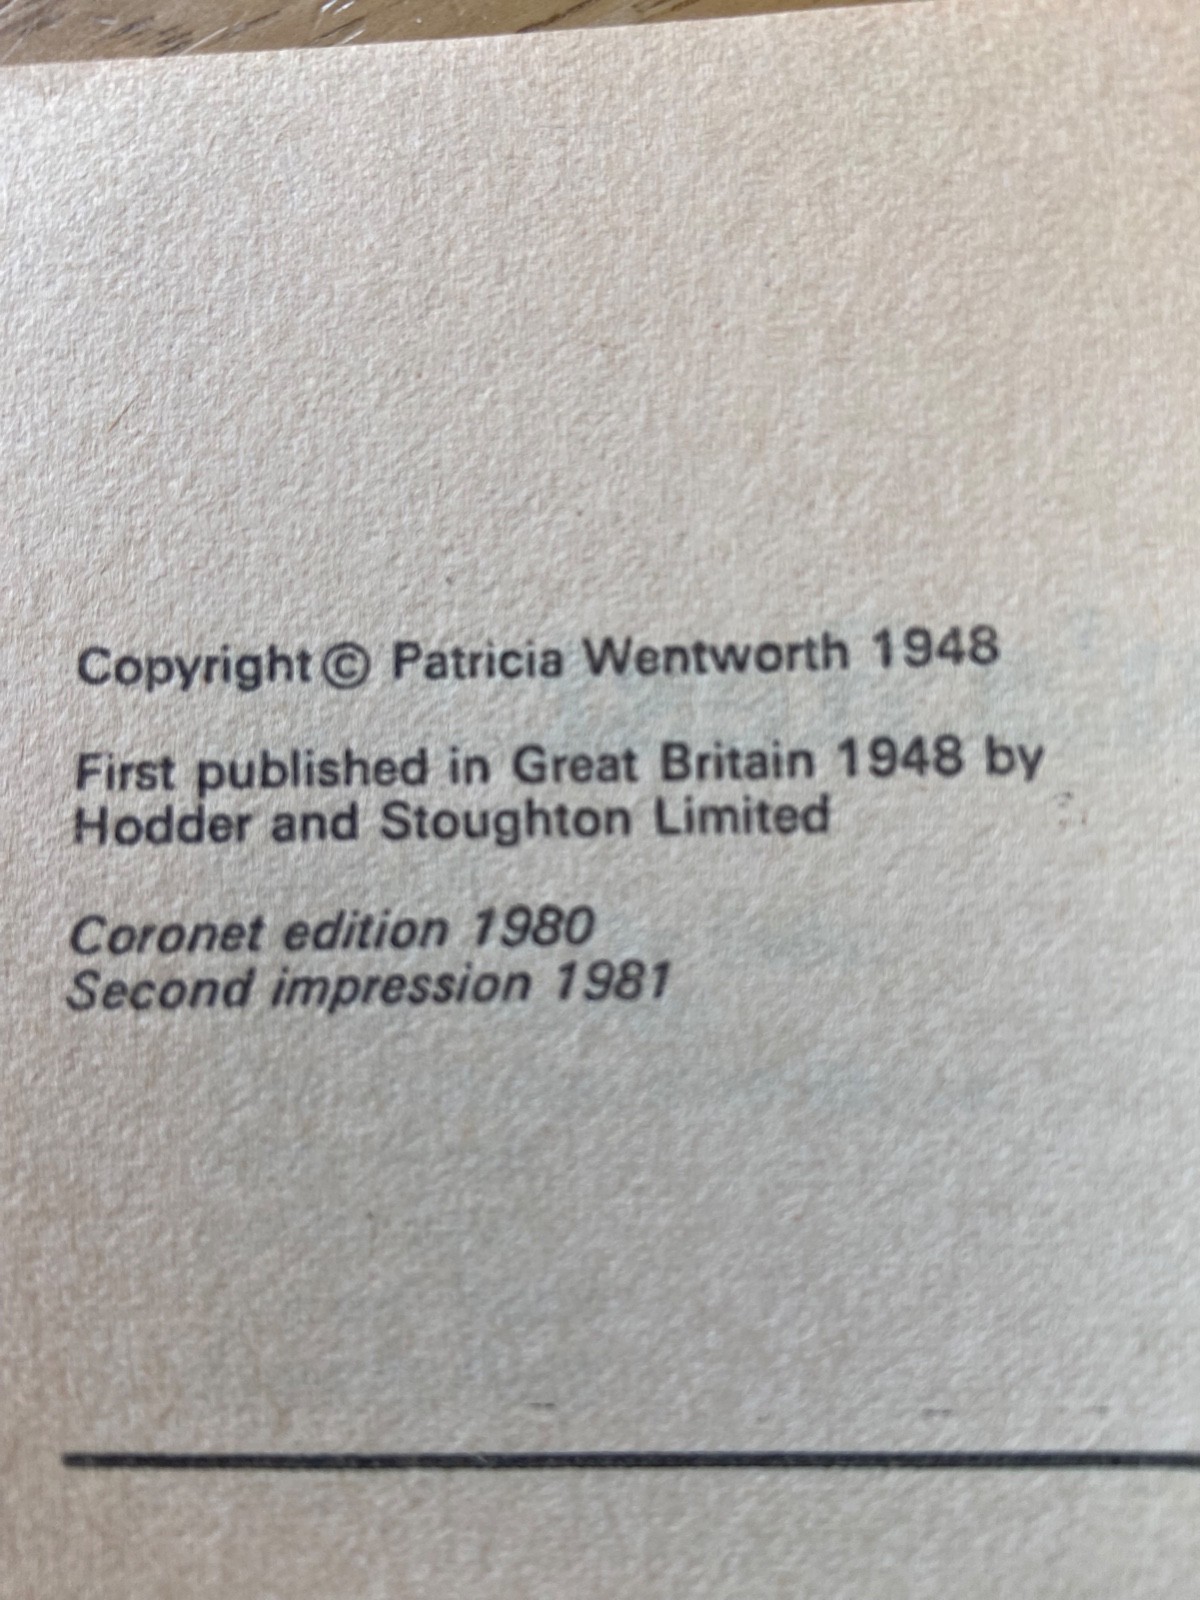 Copyright © Patricia Wentworth 1948
First published in Great Britain 1948 by
Hodder and Stoughton Limited
Coronet edition 1980
Second impression 1981